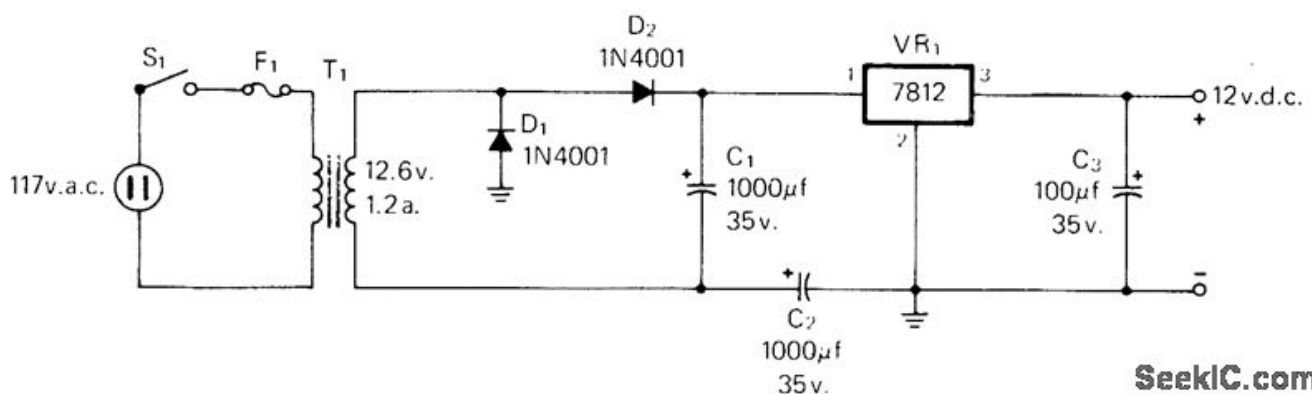 S₁
F₁
T₁
117v.a.c.
12.6v.
1.2a.
D₁
1N4001
D₂
1N4001
C₁
1000µf
35v.
C₂
1000µf
35v.
VR₁
1
7812
3
2
C₃
100µf
35v.
12v.d.c.
+
−
SeekIC.com